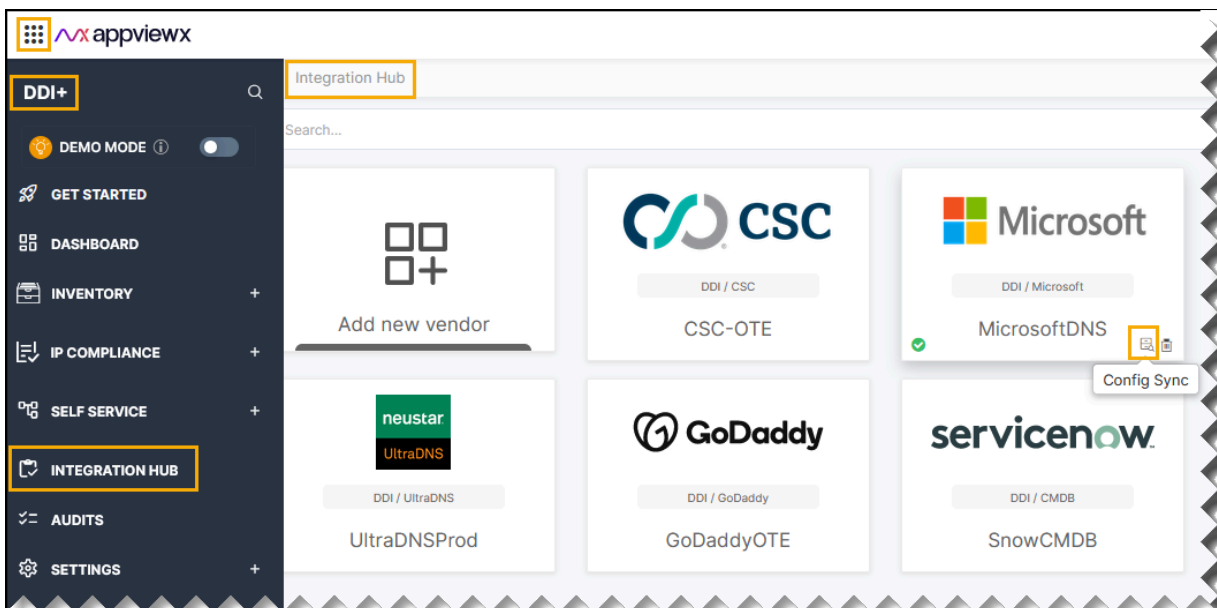 appviewx
DDI+
Integration Hub
DEMO MODE
Search...
GET STARTED
DASHBOARD
INVENTORY +
IP COMPLIANCE +
SELF SERVICE +
INTEGRATION HUB
AUDITS
SETTINGS +
Add new vendor
CSC
DDI / CSC
CSC-OTE
Microsoft
DDI / Microsoft
MicrosoftDNS
Config Sync
neustar
UltraDNS
DDI / UltraDNS
UltraDNSProd
GoDaddy
DDI / GoDaddy
GoDaddyOTE
servicenow
DDI / CMDB
SnowCMDB